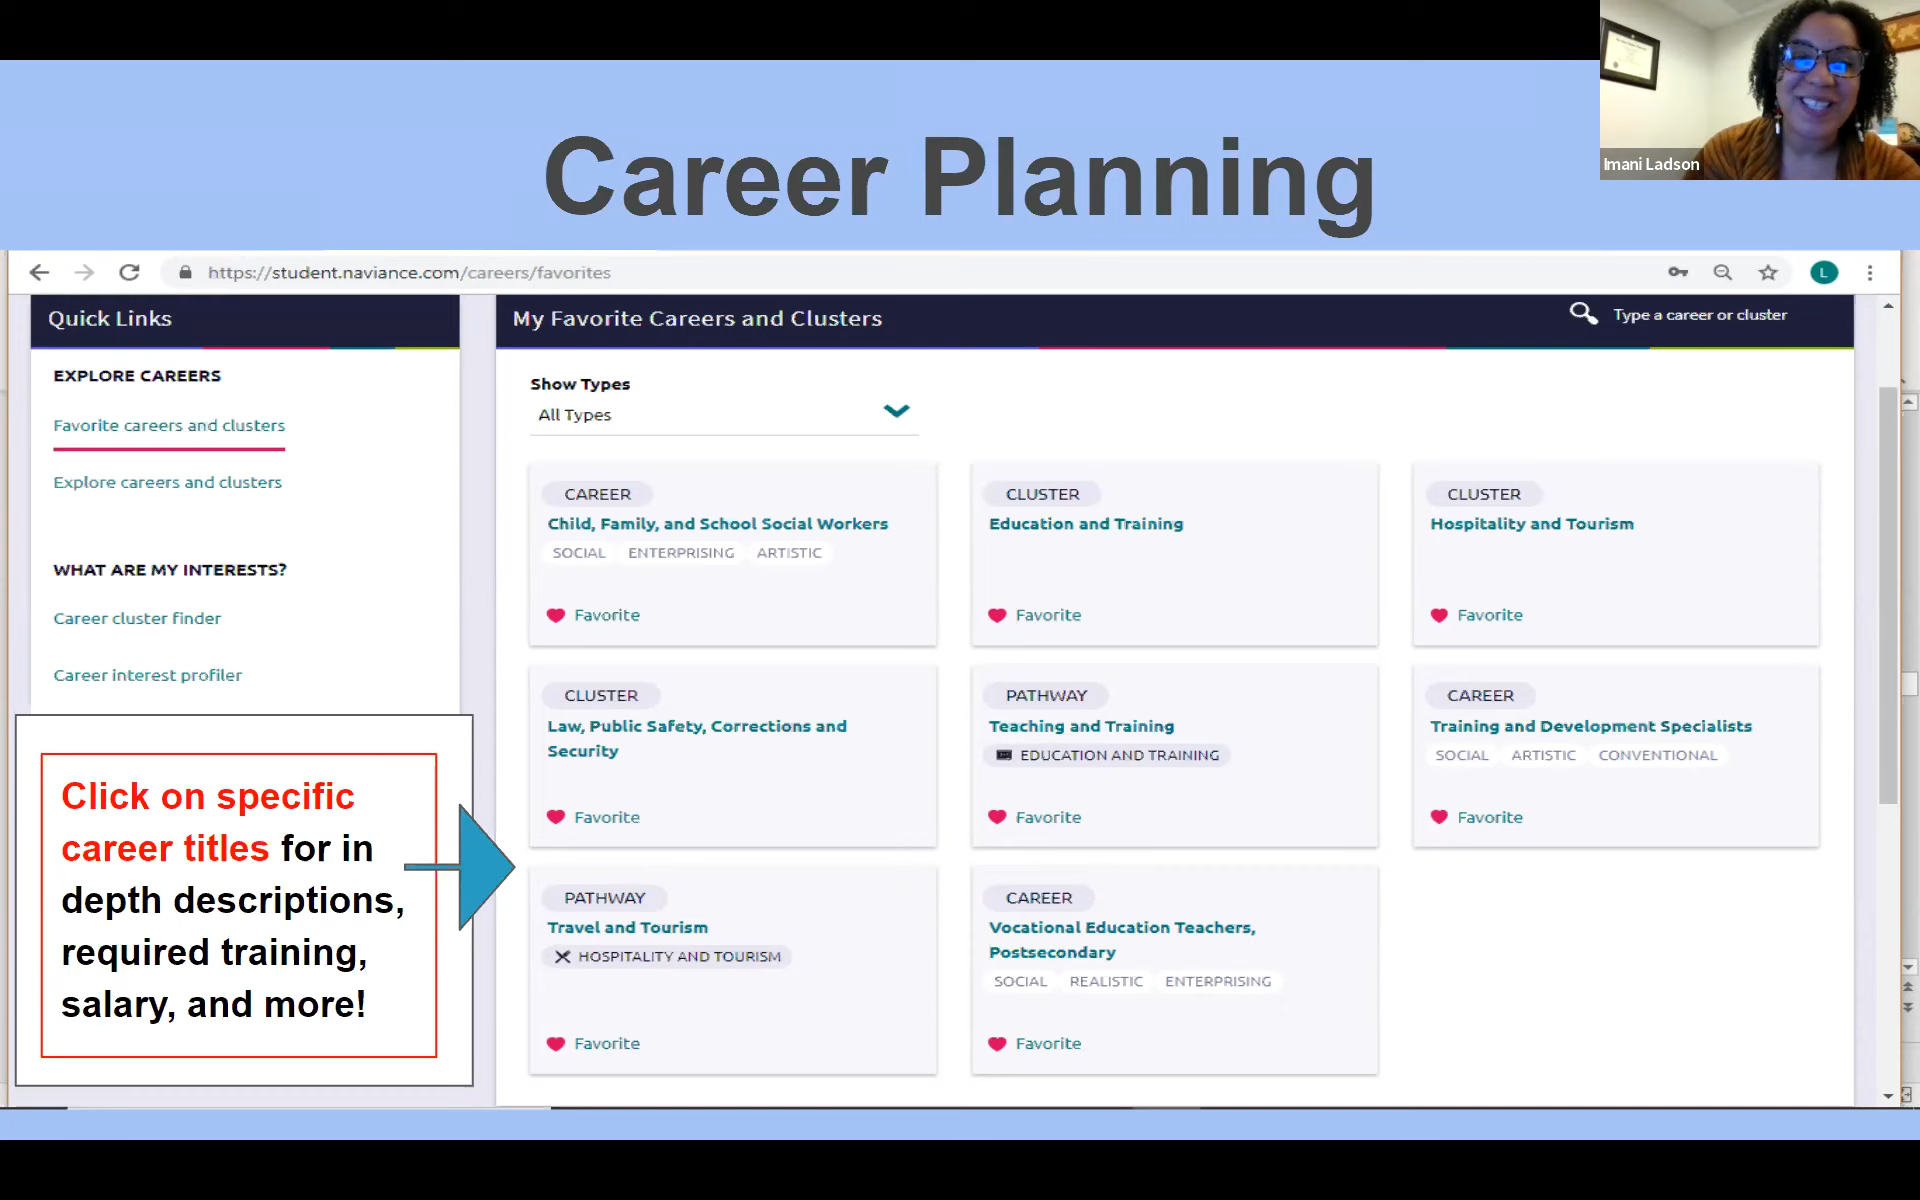 Career Planning
Imani Ladson
https://student.naviance.com/careers/favorites
L
Quick Links
EXPLORE CAREERS
Favorite careers and clusters
Explore careers and clusters
WHAT ARE MY INTERESTS?
Career cluster finder
Career interest profiler
Click on specific
career titles for in
depth descriptions,
required training,
salary, and more!
My Favorite Careers and Clusters
Type a career or cluster
Show Types
All Types
CAREER
Child, Family, and School Social Workers
SOCIAL ENTERPRISING ARTISTIC
Favorite
CLUSTER
Education and Training
Favorite
CLUSTER
Hospitality and Tourism
Favorite
CLUSTER
Law, Public Safety, Corrections and
Security
Favorite
PATHWAY
Teaching and Training
EDUCATION AND TRAINING
Favorite
CAREER
Training and Development Specialists
SOCIAL ARTISTIC CONVENTIONAL
Favorite
PATHWAY
Travel and Tourism
HOSPITALITY AND TOURISM
Favorite
CAREER
Vocational Education Teachers,
Postsecondary
SOCIAL REALISTIC ENTERPRISING
Favorite